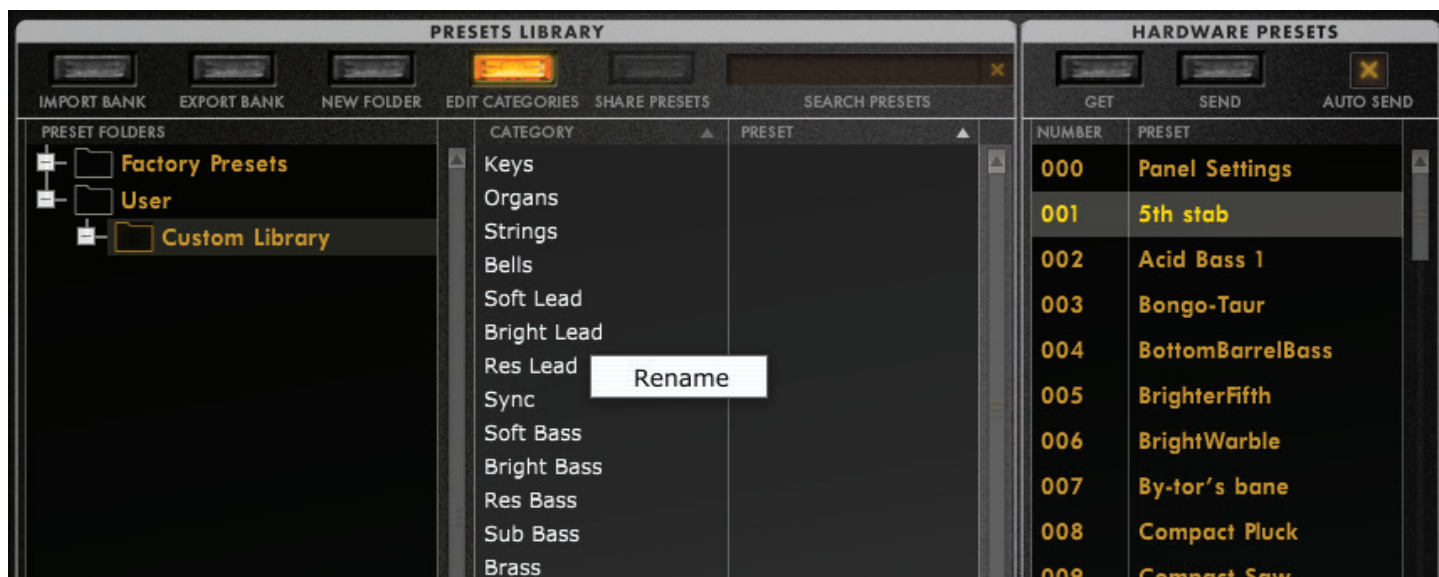 PRESETS LIBRARY
IMPORT BANK EXPORT BANK NEW FOLDER EDIT CATEGORIES SHARE PRESETS SEARCH PRESETS
PRESET FOLDERS
Factory Presets
User
Custom Library
CATEGORY PRESET
Keys
Organs
Strings
Bells
Soft Lead
Bright Lead
Res Lead
Rename
Sync
Soft Bass
Bright Bass
Res Bass
Sub Bass
Brass
HARDWARE PRESETS
GET SEND AUTO SEND
NUMBER PRESET
000 Panel Settings
001 5th stab
002 Acid Bass 1
003 Bongo-Taur
004 BottomBarrelBass
005 BrighterFifth
006 BrightWarble
007 By-tor's bane
008 Compact Pluck
009 Compact Saw